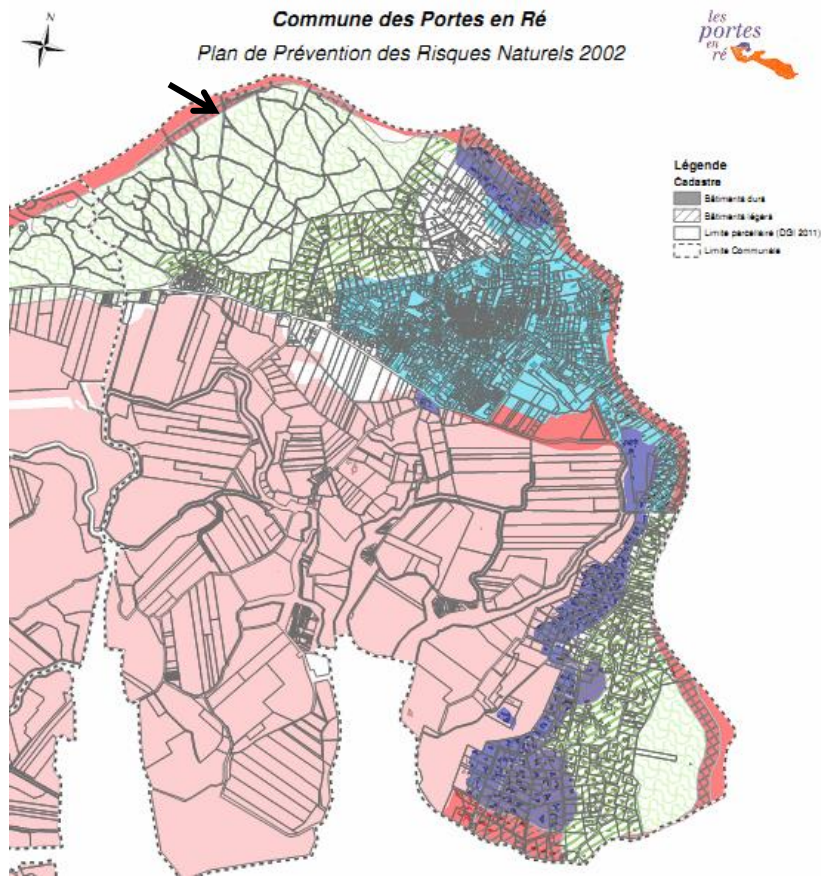 N
Commune des Portes en Ré
Plan de Prévention des Risques Naturels 2002
les
portes
en
ré
Légende
Cadastre
Bâtiments durs
Bâtiments légers
Limite parcellaire (DGI 2011)
Limite Communale